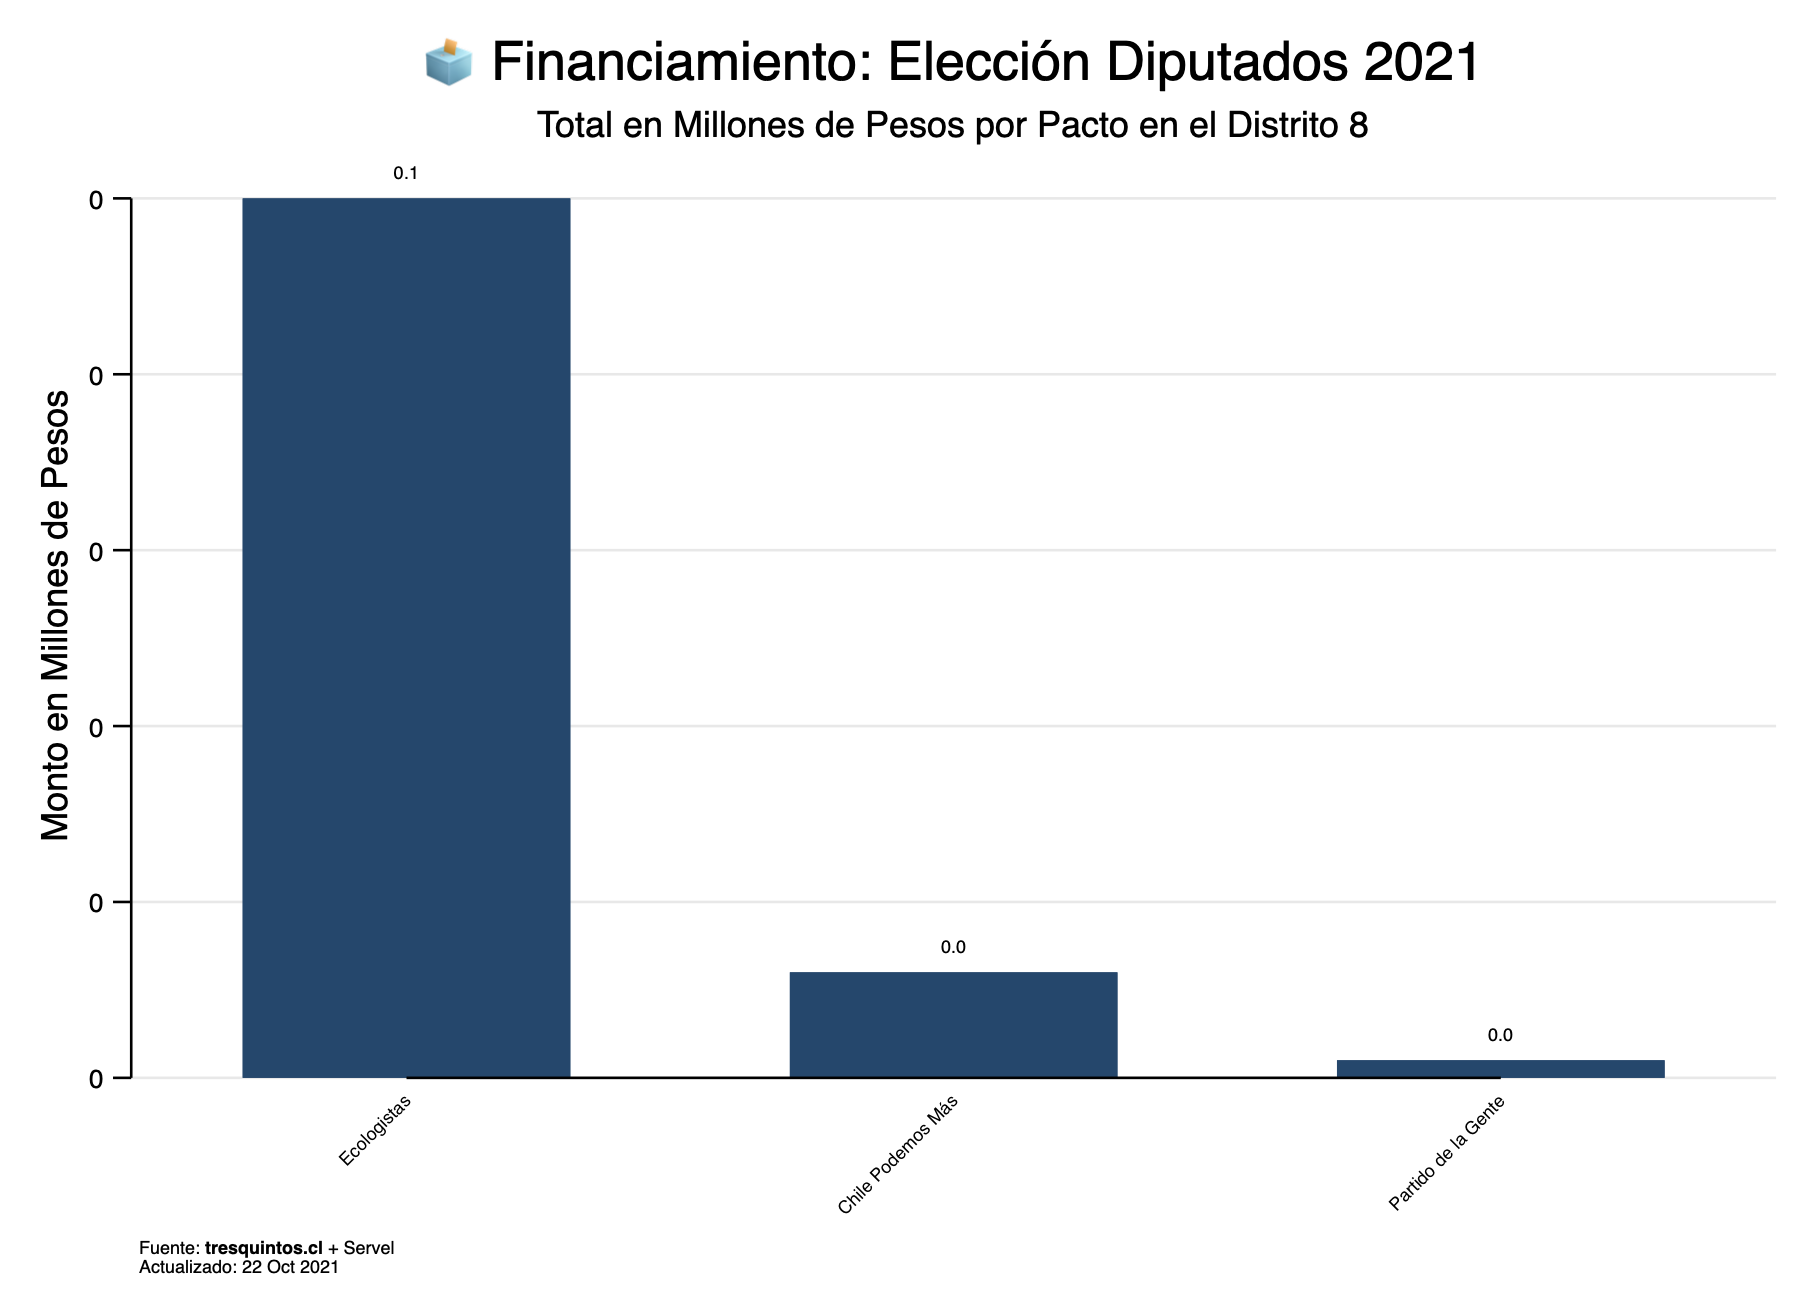 Financiamiento: Elección Diputados 2021
Total en Millones de Pesos por Pacto en el Distrito 8
Monto en Millones de Pesos
0
0
0
0
0
0
0.1
0.0
0.0
Ecologistas
Chile Podemos Más
Partido de la Gente
Fuente: tresquintos.cl + Servel
Actualizado: 22 Oct 2021